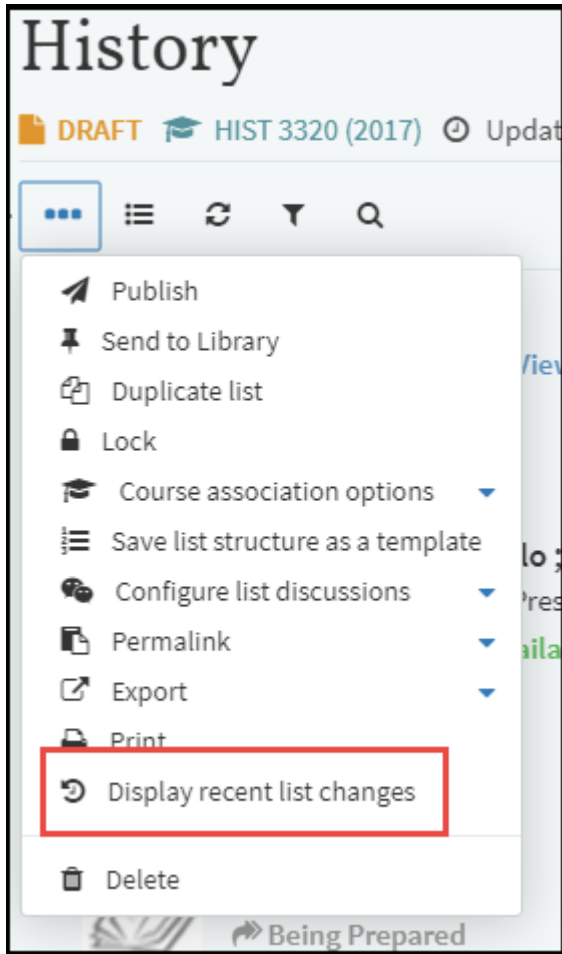 History
DRAFT HIST 3320 (2017) Updat
Publish
Send to Library
Duplicate list
Lock
Course association options
Save list structure as a template
Configure list discussions
Permalink
Export
Print
Display recent list changes
Delete
Being Prepared